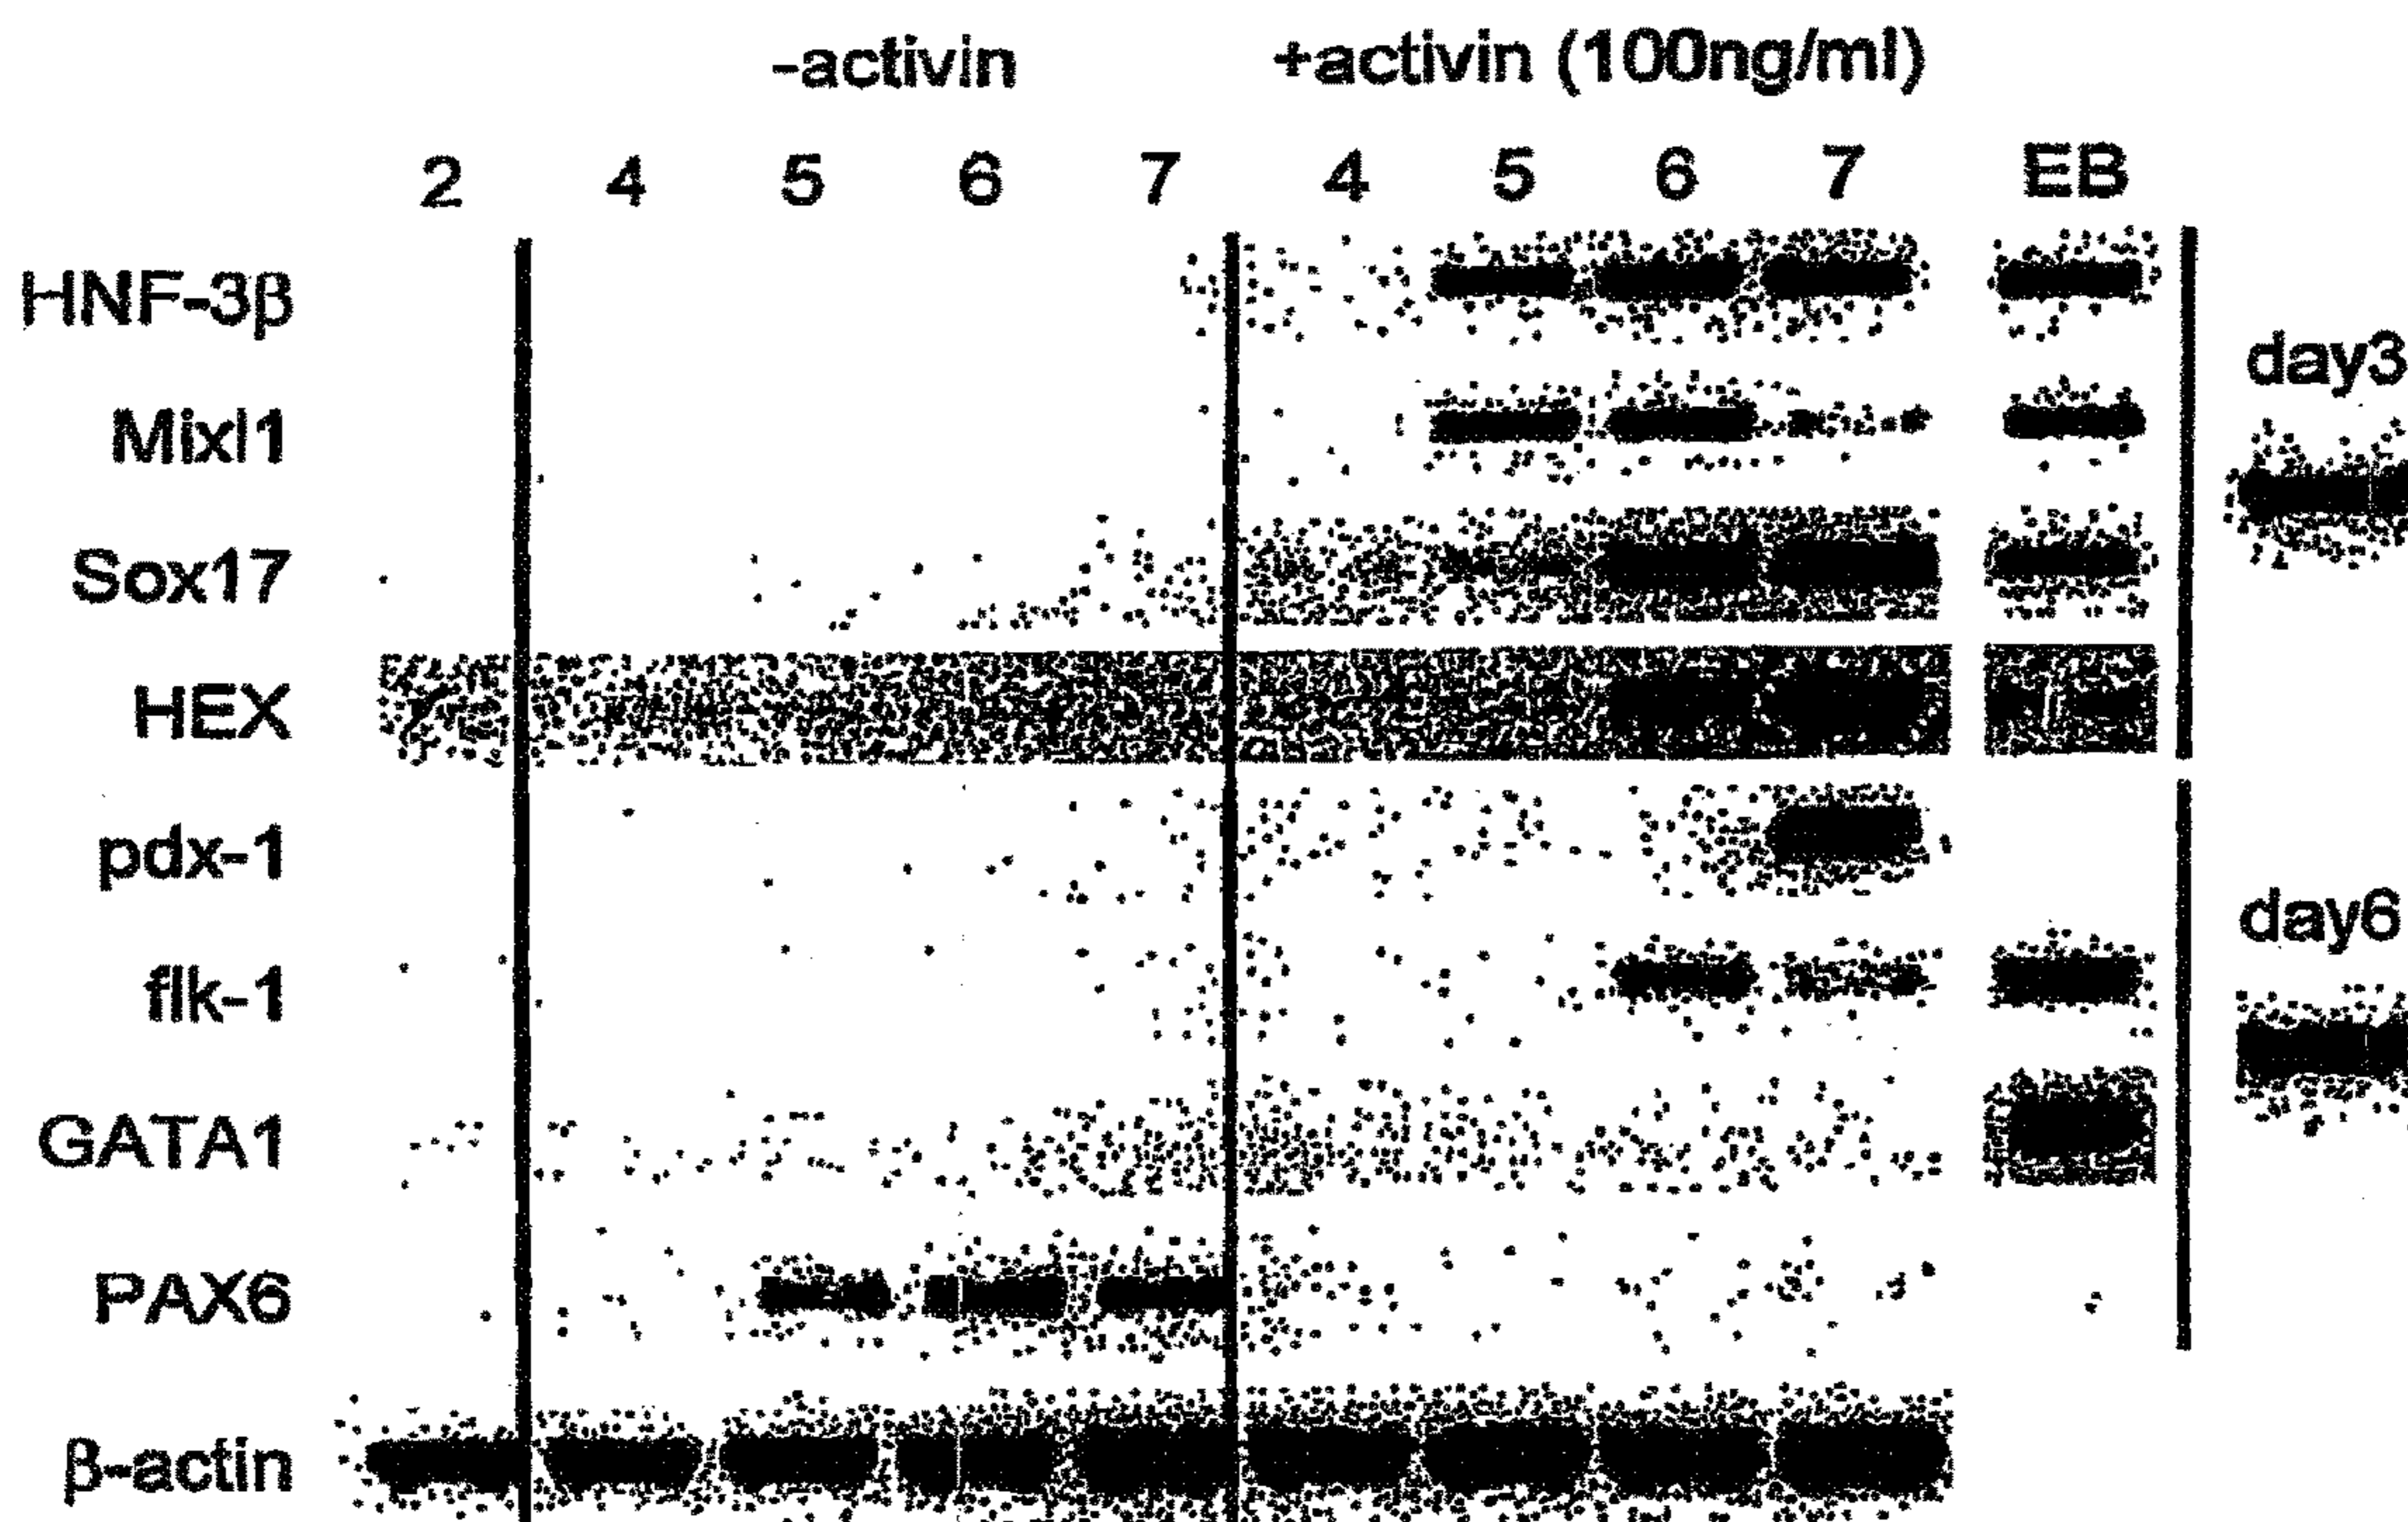 -activin +activin (100ng/ml)
2 4 5 6 7 4 5 6 7 EB
HNF-3β
day3
Mixl1
Sox17
HEX
pdx-1
day6
flk-1
GATA1
PAX6
β-actin